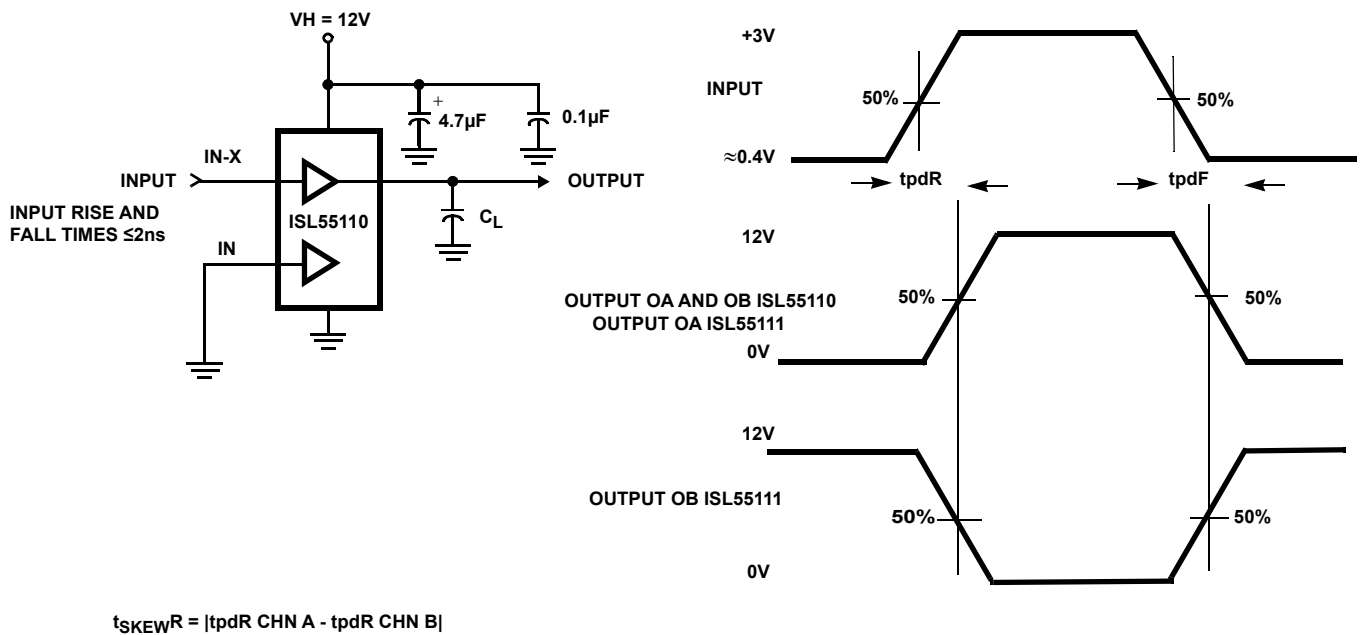 VH = 12V
+
4.7µF
0.1µF
IN-X
INPUT
OUTPUT
ISL55110
CL
INPUT RISE AND
FALL TIMES ≤2ns
IN
+3V
INPUT
50%
50%
≈0.4V
tpdR
tpdF
12V
OUTPUT OA AND OB ISL55110
OUTPUT OA ISL55111
50%
50%
0V
12V
OUTPUT OB ISL55111
50%
50%
0V
tSKEWR = |tpdR CHN A - tpdR CHN B|